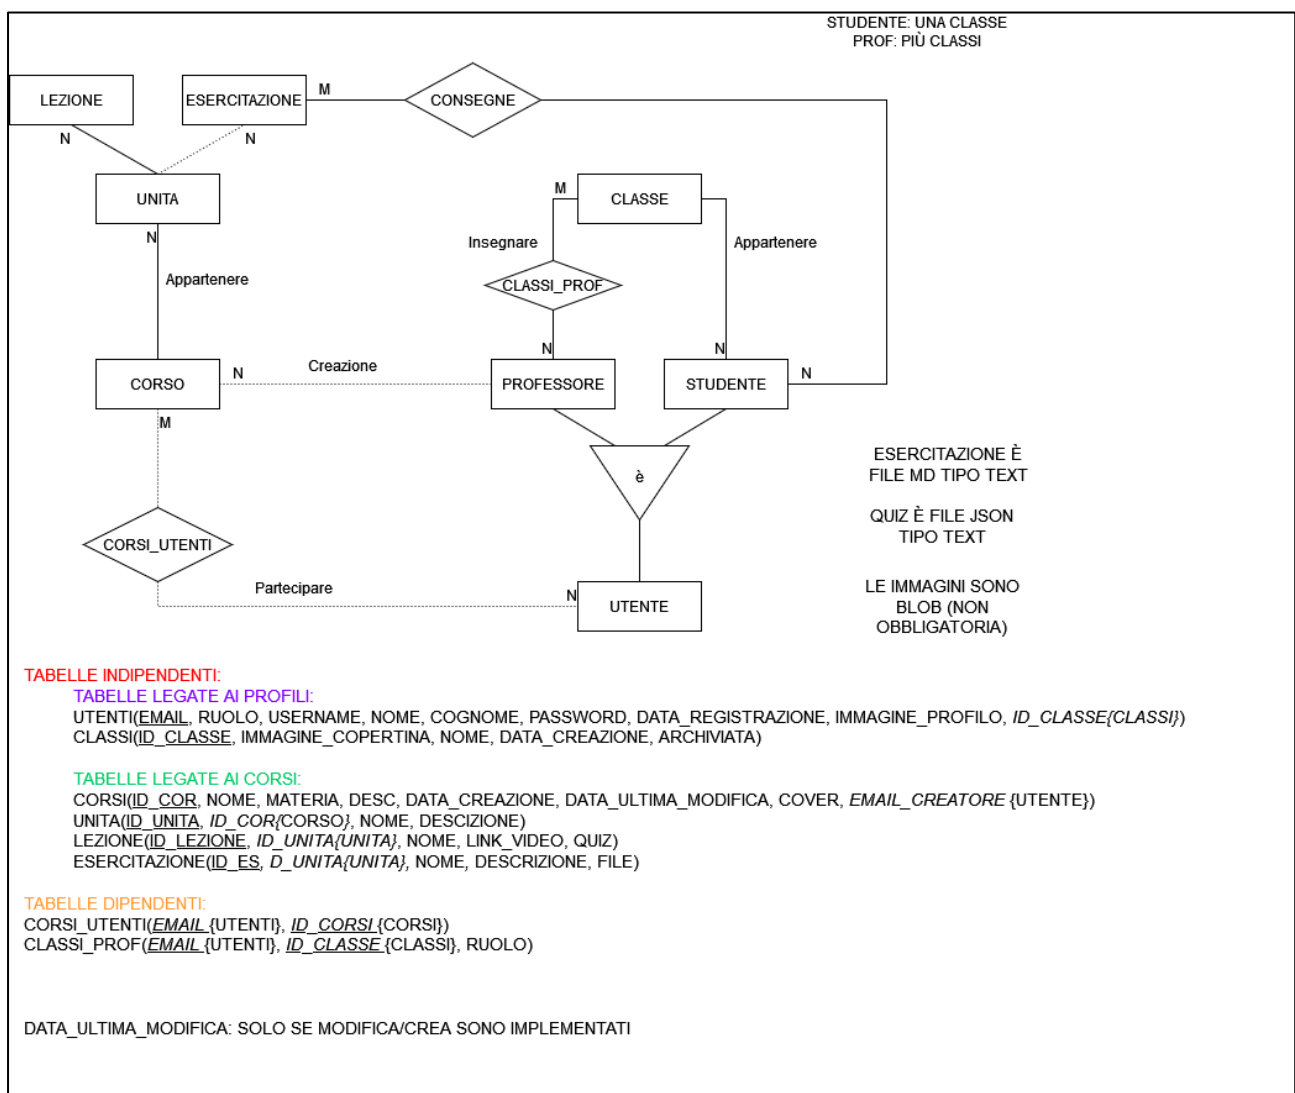 STUDENTE: UNA CLASSE
PROF: PIÙ CLASSI
LEZIONE
ESERCITAZIONE
M
CONSEGNE
N
N
UNITA
M
CLASSE
N
Insegnare
Appartenere
Appartenere
CLASSI_PROF
N
N
CORSO
N
Creazione
PROFESSORE
STUDENTE
N
M
ESERCITAZIONE È
FILE MD TIPO TEXT
è
QUIZ È FILE JSON
TIPO TEXT
CORSI_UTENTI
Partecipare
N
UTENTE
LE IMMAGINI SONO
BLOB (NON
OBBLIGATORIA)
TABELLE INDIPENDENTI:
TABELLE LEGATE AI PROFILI:
UTENTI(EMAIL, RUOLO, USERNAME, NOME, COGNOME, PASSWORD, DATA_REGISTRAZIONE, IMMAGINE_PROFILO, ID_CLASSE{CLASSI})
CLASSI(ID_CLASSE, IMMAGINE_COPERTINA, NOME, DATA_CREAZIONE, ARCHIVIATA)
TABELLE LEGATE AI CORSI:
CORSI(ID_COR, NOME, MATERIA, DESC, DATA_CREAZIONE, DATA_ULTIMA_MODIFICA, COVER, EMAIL_CREATORE {UTENTE})
UNITA(ID_UNITA, ID_COR{CORSO}, NOME, DESCIZIONE)
LEZIONE(ID_LEZIONE, ID_UNITA{UNITA}, NOME, LINK_VIDEO, QUIZ)
ESERCITAZIONE(ID_ES, D_UNITA{UNITA}, NOME, DESCRIZIONE, FILE)
TABELLE DIPENDENTI:
CORSI_UTENTI(EMAIL {UTENTI}, ID_CORSI {CORSI})
CLASSI_PROF(EMAIL {UTENTI}, ID_CLASSE {CLASSI}, RUOLO)
DATA_ULTIMA_MODIFICA: SOLO SE MODIFICA/CREA SONO IMPLEMENTATI